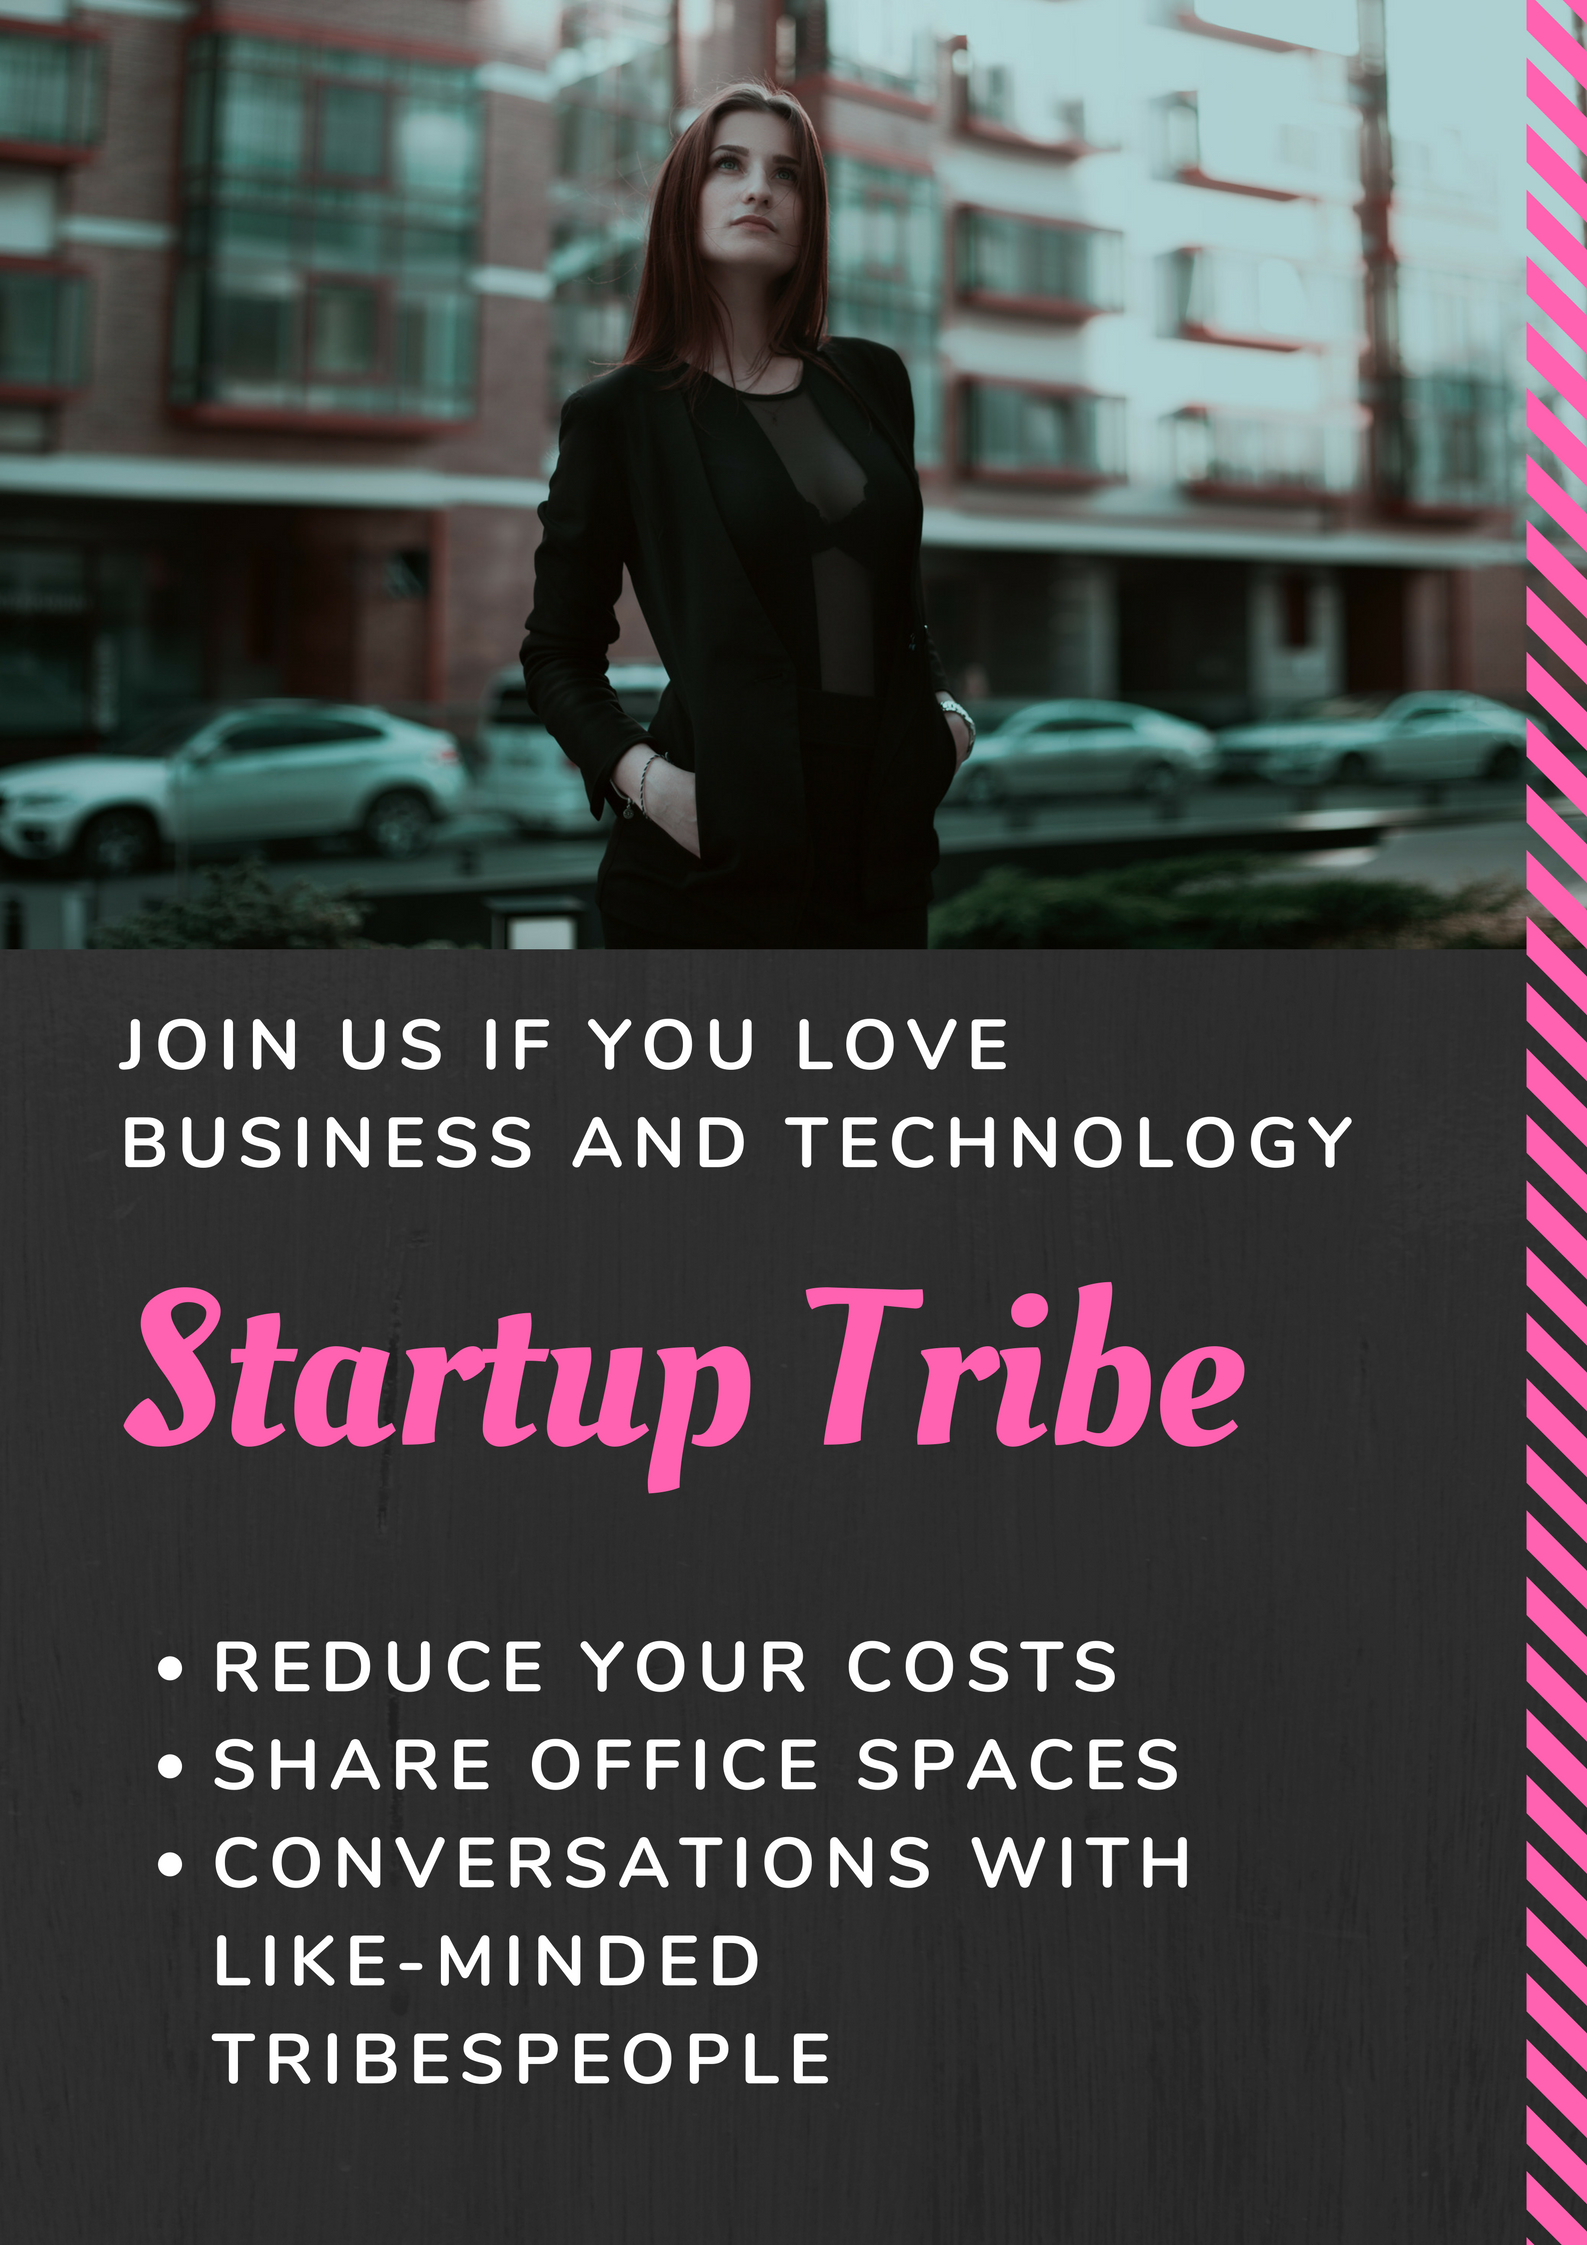 JOIN US IF YOU LOVE
BUSINESS AND TECHNOLOGY
Startup Tribe
• REDUCE YOUR COSTS
• SHARE OFFICE SPACES
• CONVERSATIONS WITH
LIKE-MINDED
TRIBESPEOPLE